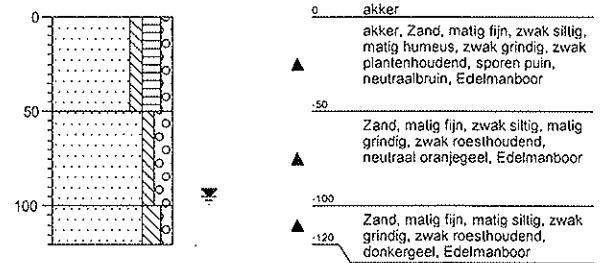 0
50
100
0 akker
akker, Zand, matig fijn, zwak siltig,
matig humeus, zwak grindig, zwak
plantenhoudend, sporen puin,
neutraalbruin, Edelmanboor
-50
Zand, matig fijn, zwak siltig, matig
grindig, zwak roesthoudend,
neutraal oranjegeel, Edelmanboor
-100
Zand, matig fijn, matig siltig, zwak
grindig, zwak roesthoudend,
-120
donkergeel, Edelmanboor